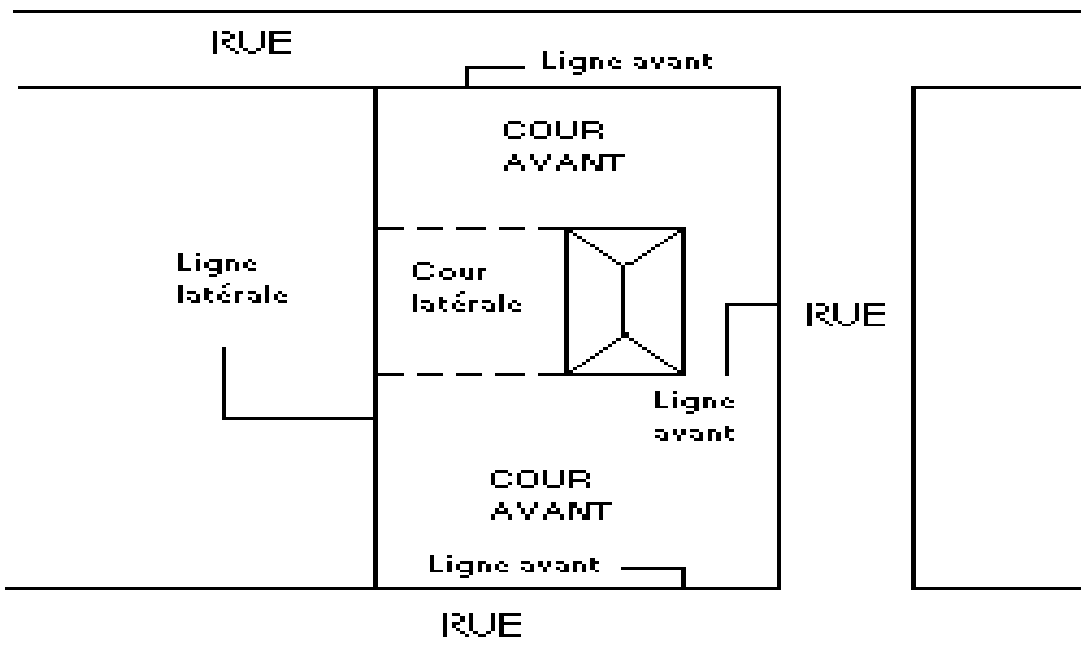 RUE
Ligne avant
COUR
AVANT
Ligne
latérale
Cour
latérale
RUE
Ligne
avant
COUR
AVANT
Ligne avant
RUE